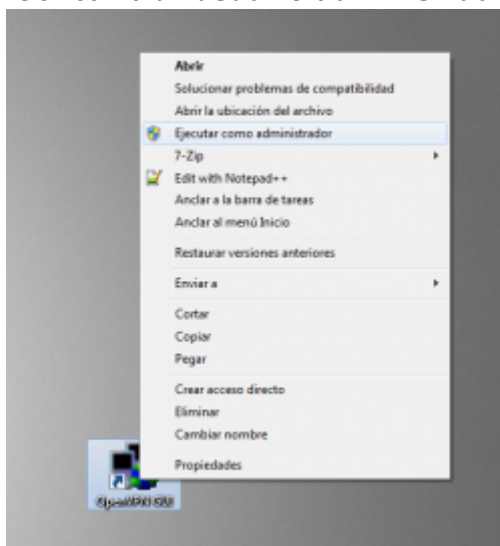 Abrir
Solucionar problemas de compatibilidad
Abrir la ubicación del archivo
Ejecutar como administrador
7-Zip
Edit with Notepad++
Anclar a la barra de tareas
Anclar al menú Inicio
Restaurar versiones anteriores
Enviar a
Cortar
Copiar
Pegar
Crear acceso directo
Eliminar
Cambiar nombre
Propiedades
OpenVPN GUI